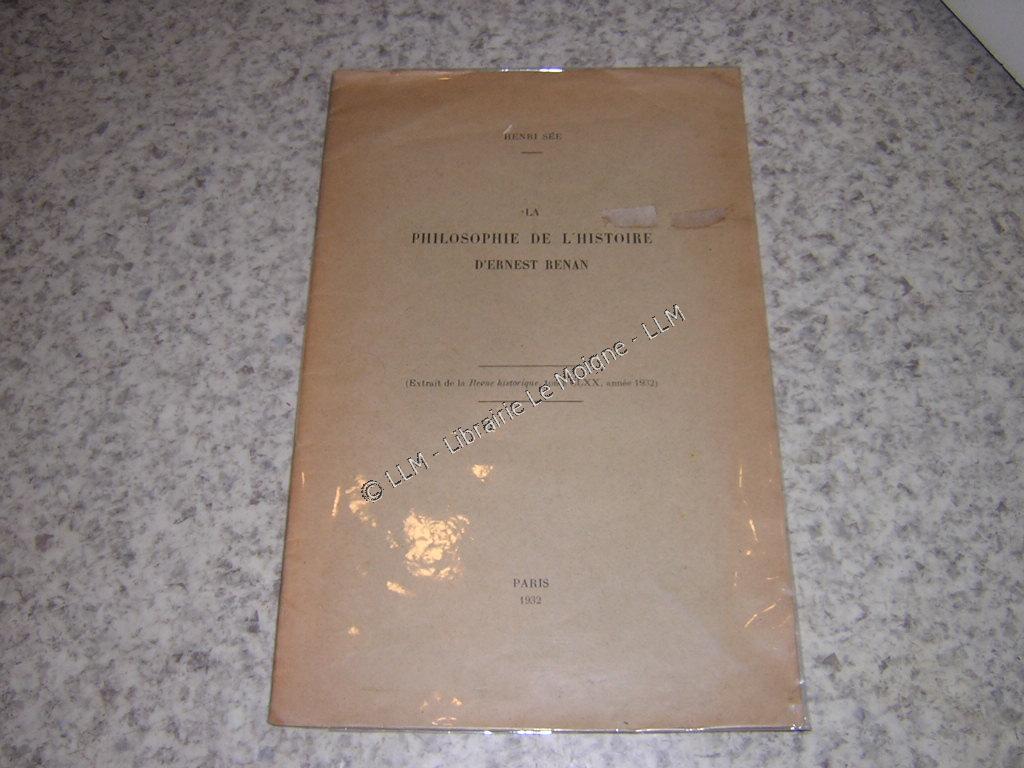 HENRI SÉE
LA
PHILOSOPHIE DE L'HISTOIRE
D'ERNEST RENAN
(Extrait de la Revue historique, année 1932)
© LLM - Librairie Le Moigne - LLM
PARIS
1932